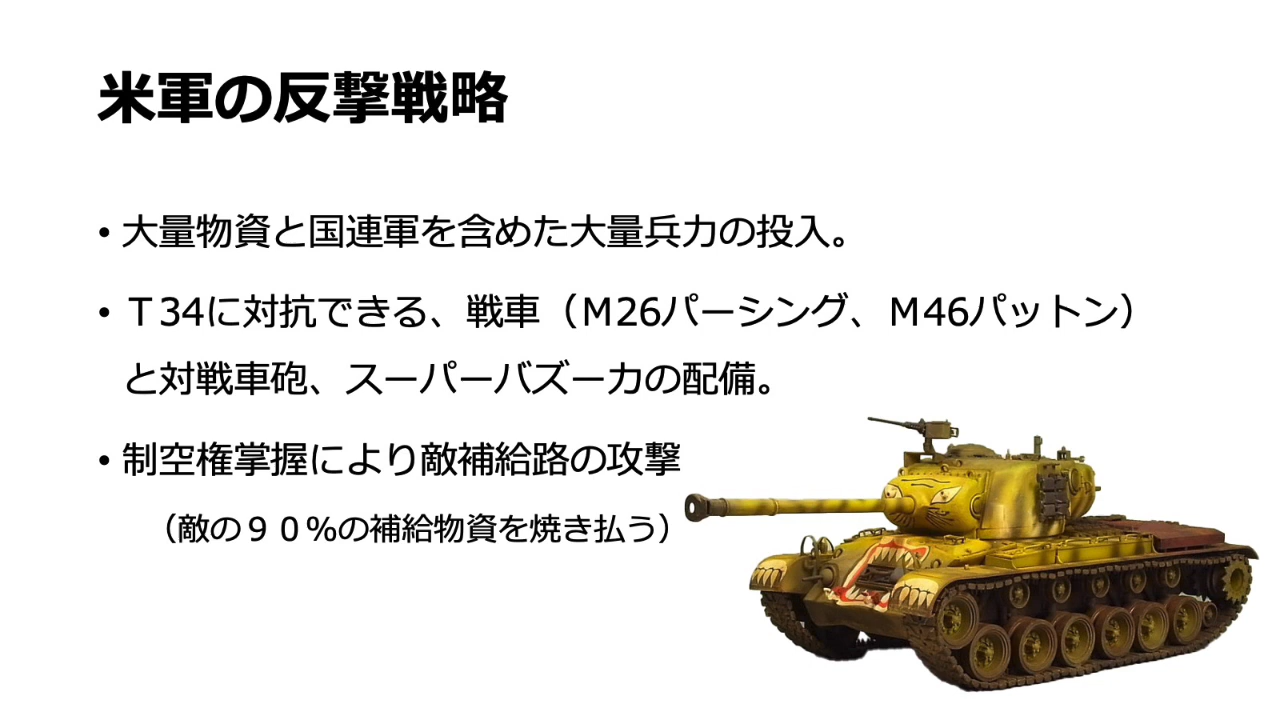 米軍の反撃戦略
• 大量物資と国連軍を含めた大量兵力の投入。
• Ｔ34に対抗できる、戦車（Ｍ26パーシング、Ｍ46パットン）
と対戦車砲、スーパーバズーカの配備。
• 制空権掌握により敵補給路の攻撃
（敵の９０％の補給物資を焼き払う）